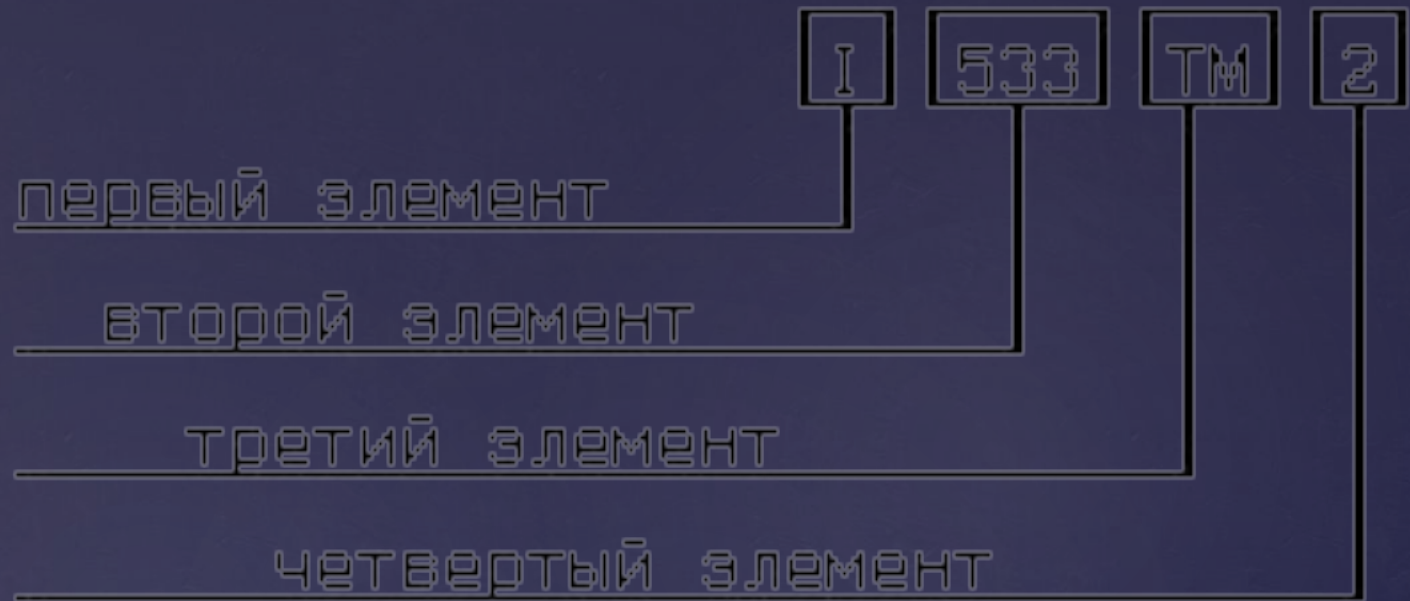 I 533 ТМ 2
первый элемент
второй элемент
третий элемент
четвертый элемент